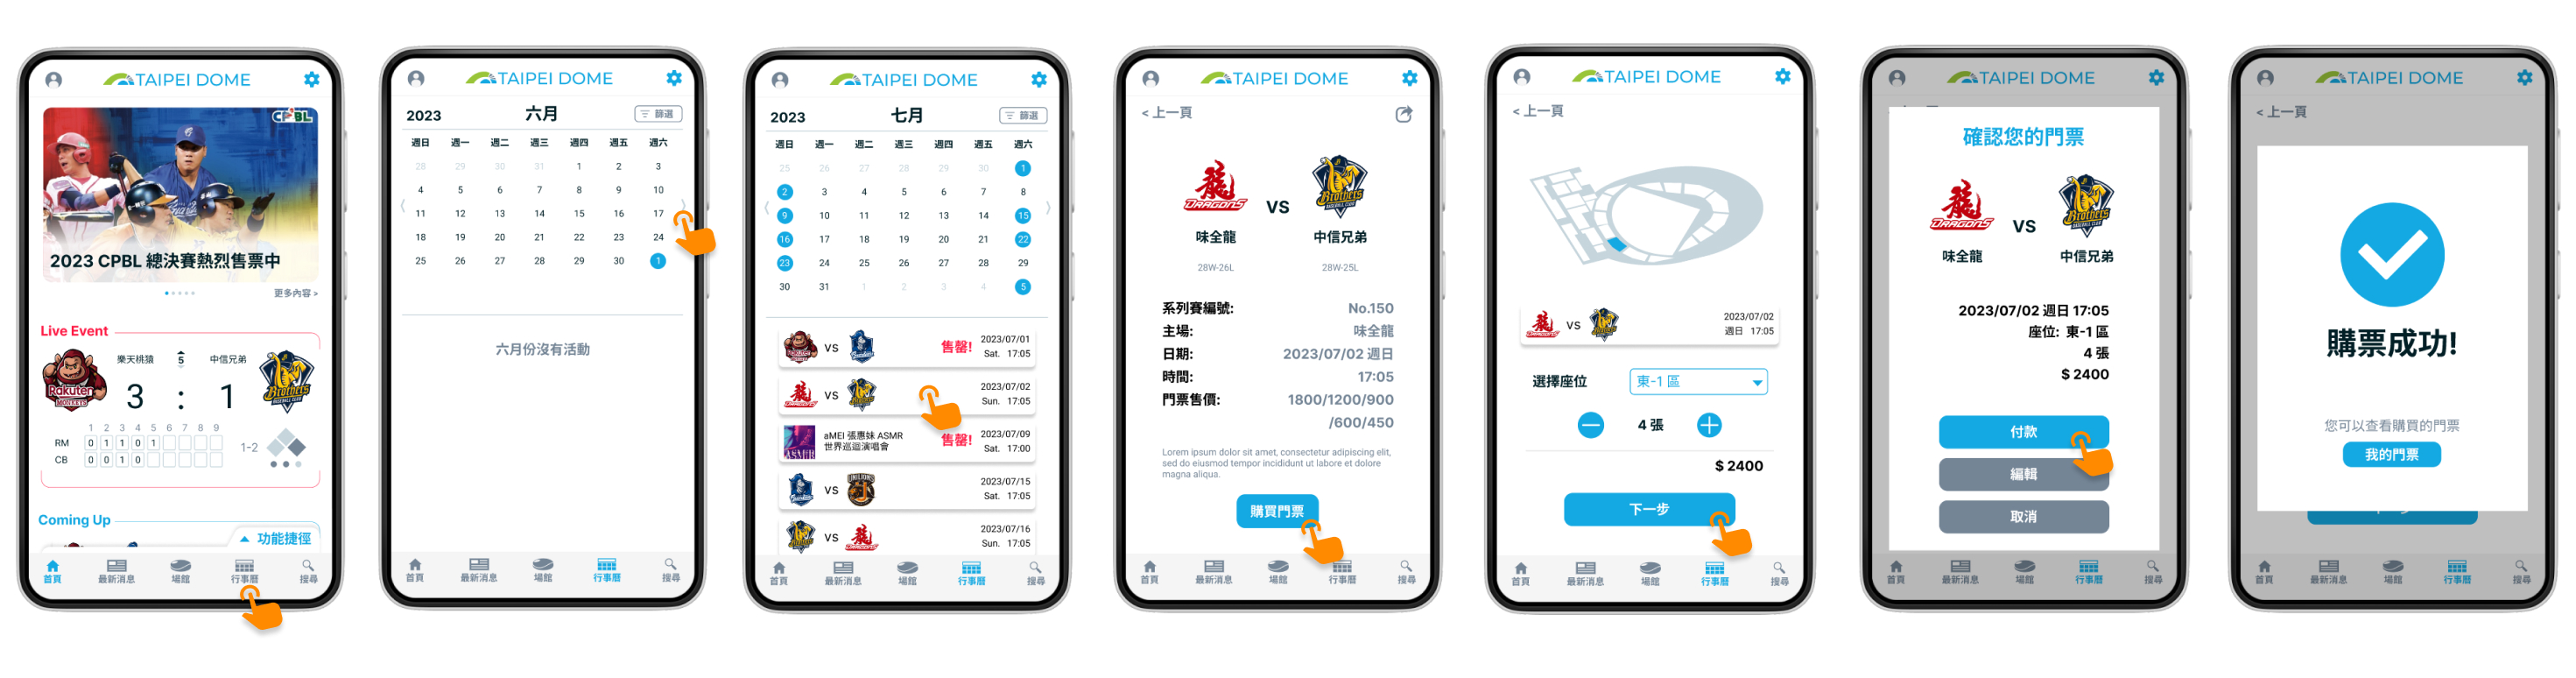 TAIPEI DOME
CPBL
2023 CPBL 總決賽熱烈售票中
更多內容 >
Live Event
樂天桃猿 5 中信兄弟
Rakuten
MONKEYS
Brothers
3 : 1
1 2 3 4 5 6 7 8 9
RM 0 1 1 0 1
1-2
CB 0 0 1 0
Coming Up
功能捷徑
首頁 最新消息 場館 行事曆 搜尋
TAIPEI DOME
2023 六月 篩選
週日 週一 週二 週三 週四 週五 週六
28 29 30 31 1 2 3
4 5 6 7 8 9 10
11 12 13 14 15 16 17
18 19 20 21 22 23 24
25 26 27 28 29 30 1
六月份沒有活動
首頁 最新消息 場館 行事曆 搜尋
TAIPEI DOME
2023 七月 篩選
週日 週一 週二 週三 週四 週五 週六
25 26 27 28 29 30 1
2 3 4 5 6 7 8
9 10 11 12 13 14 15
16 17 18 19 20 21 22
23 24 25 26 27 28 29
30 31 1 2 3 4 5
VS 售罄! 2023/07/01
Sat. 17:05
VS 2023/07/02
Sun. 17:05
ASMR
aMEI 張惠妹 ASMR
世界巡迴演唱會
售罄! 2023/07/09
Sat. 17:00
VS 2023/07/15
Sat. 17:05
VS 2023/07/16
Sun. 17:05
首頁 最新消息 場館 行事曆 搜尋
TAIPEI DOME
< 上一頁
龍
DRAGONS
VS
Brothers
味全龍 中信兄弟
28W-26L 28W-25L
系列賽編號: No.150
主場: 味全龍
日期: 2023/07/02 週日
時間: 17:05
門票售價: 1800/1200/900
/600/450
Lorem ipsum dolor sit amet, consectetur adipiscing elit,
sed do eiusmod tempor incididunt ut labore et dolore
magna aliqua.
購買門票
首頁 最新消息 場館 行事曆 搜尋
TAIPEI DOME
< 上一頁
VS 2023/07/02
週日 17:05
選擇座位 東-1 區
4 張
$ 2400
下一步
首頁 最新消息 場館 行事曆 搜尋
TAIPEI DOME
確認您的門票
龍
DRAGONS
VS
Brothers
味全龍 中信兄弟
2023/07/02 週日 17:05
座位: 東-1 區
4 張
$ 2400
付款
編輯
取消
首頁 最新消息 場館 行事曆 搜尋
TAIPEI DOME
< 上一頁
購票成功!
您可以查看購買的門票
我的門票
首頁 最新消息 場館 行事曆 搜尋